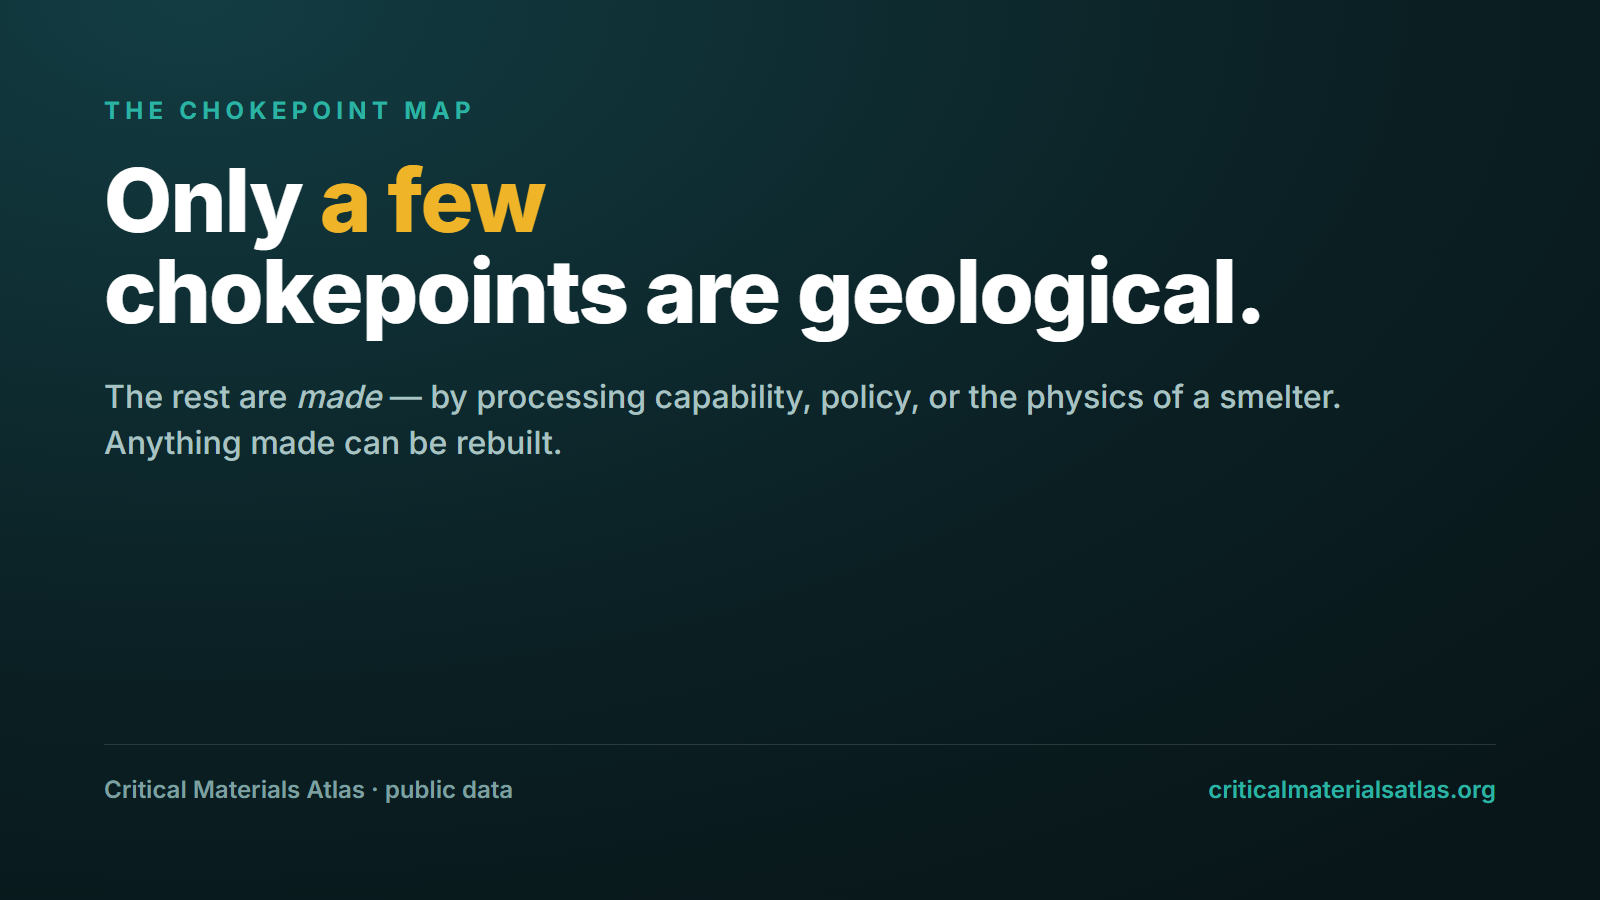 THE CHOKEPOINT MAP
Only a few
chokepoints are geological.
The rest are made — by processing capability, policy, or the physics of a smelter.
Anything made can be rebuilt.
Critical Materials Atlas · public data
criticalmaterialsatlas.org